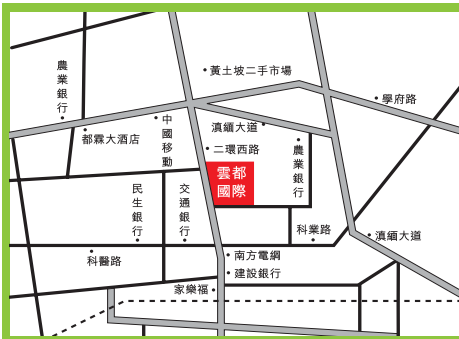 黃土坡二手市場
農業銀行
學府路
中國移動
滇緬大道
都霖大酒店
二環西路
農業銀行
雲都
國際
民生銀行
交通銀行
科業路
滇緬大道
科醫路
南方電網
建設銀行
家樂福